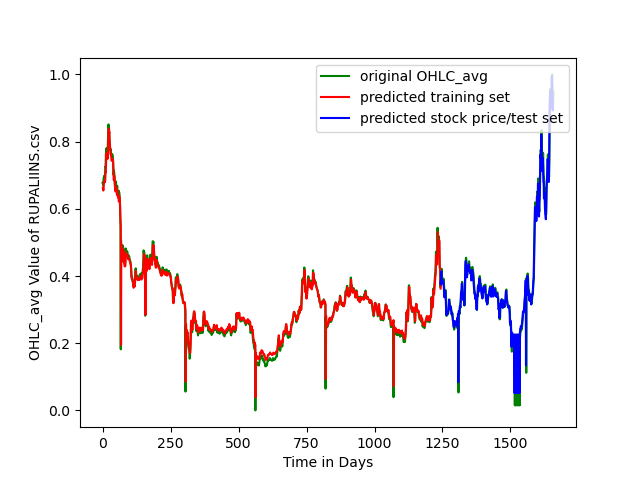 original OHLC_avg
predicted training set
predicted stock price/test set
OHLC_avg Value of RUPALIINS.csv
1.0
0.8
0.6
0.4
0.2
0.0
0 250 500 750 1000 1250 1500
Time in Days